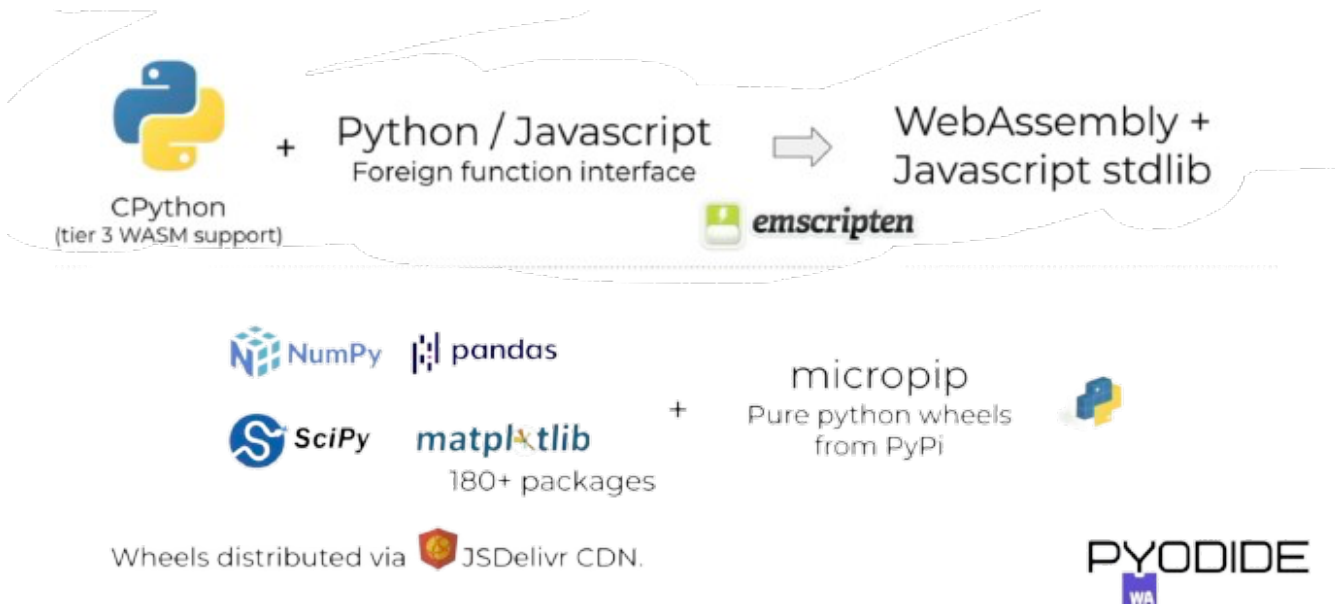 +
Python / Javascript
Foreign function interface
WebAssembly +
Javascript stdlib
CPython
(tier 3 WASM support)
emscripten
NumPy
pandas
SciPy
matplotlib
180+ packages
+
micropip
Pure python wheels
from PyPi
Wheels distributed via JSDelivr CDN.
PYODIDE
WA